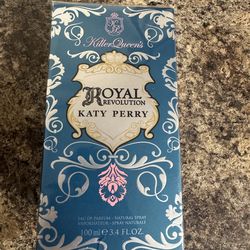 Killer Queen's
ROYAL
REVOLUTION
KATY PERRY
EAU DE PARFUM - NATURAL SPRAY
VAPORISATEUR - SPRAY NATURALE
100 ml ℮ 3.4 FL.OZ.